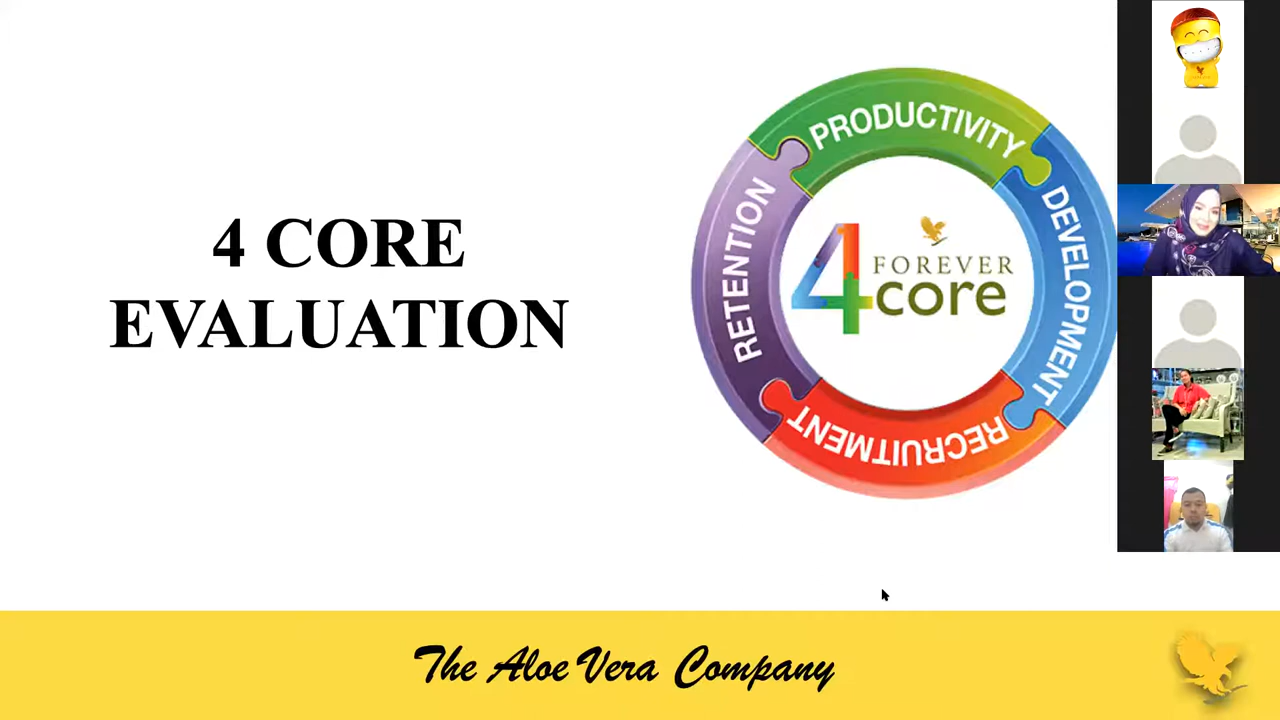 4 CORE
EVALUATION
PRODUCTIVITY
DEVELOPMENT
RECRUITMENT
RETENTION
4 FOREVER
core
The Aloe Vera Company